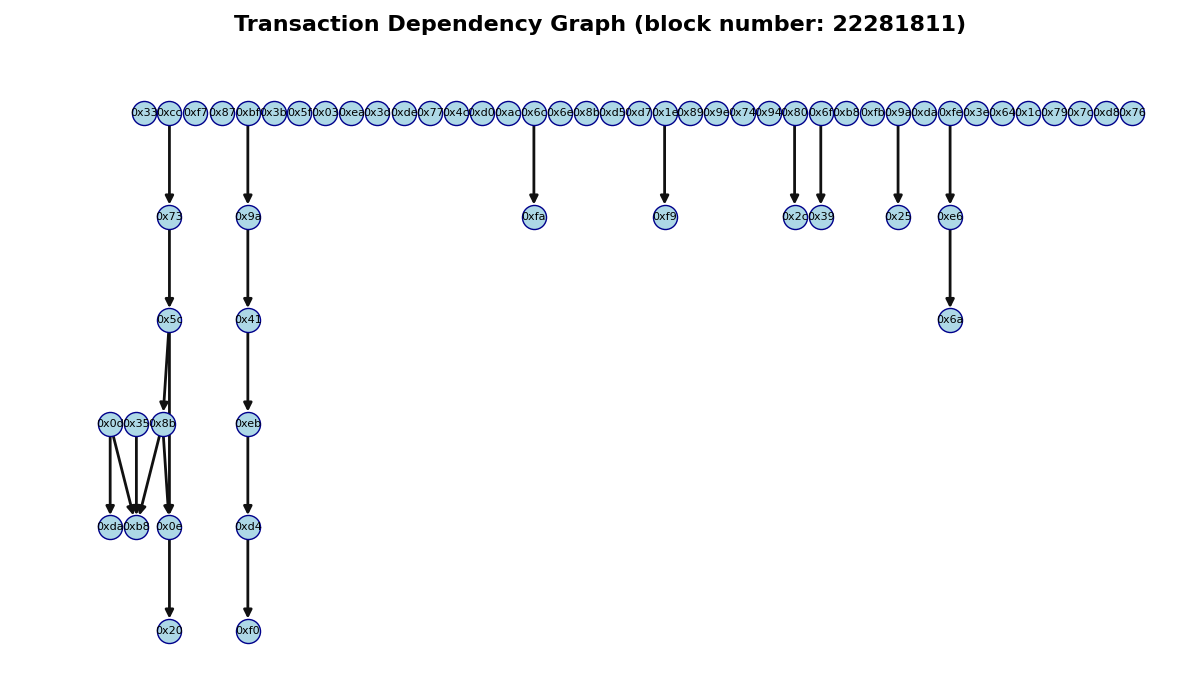 Transaction Dependency Graph (block number: 22281811)
0x33 0xcc 0xf7 0x87 0xbf 0x3b 0x5f 0x03 0xea 0x3d 0xde 0x77 0x4c 0xd0 0xac 0x6c 0x6e 0x8b 0xd5 0xd7 0x1e 0x89 0x9e 0x74 0x94 0x80 0x6f 0xb8 0xfb 0x9a 0xda 0xfe 0x3e 0x64 0x1c 0x79 0x7c 0xd8 0x76
0x73 0x9a 0xfa 0xf9 0x2c 0x39 0x25 0xe6
0x5c 0x41 0x6a
0x0d 0x35 0x8b 0xeb
0xda 0xb8 0x0e 0xd4
0x20 0xf0